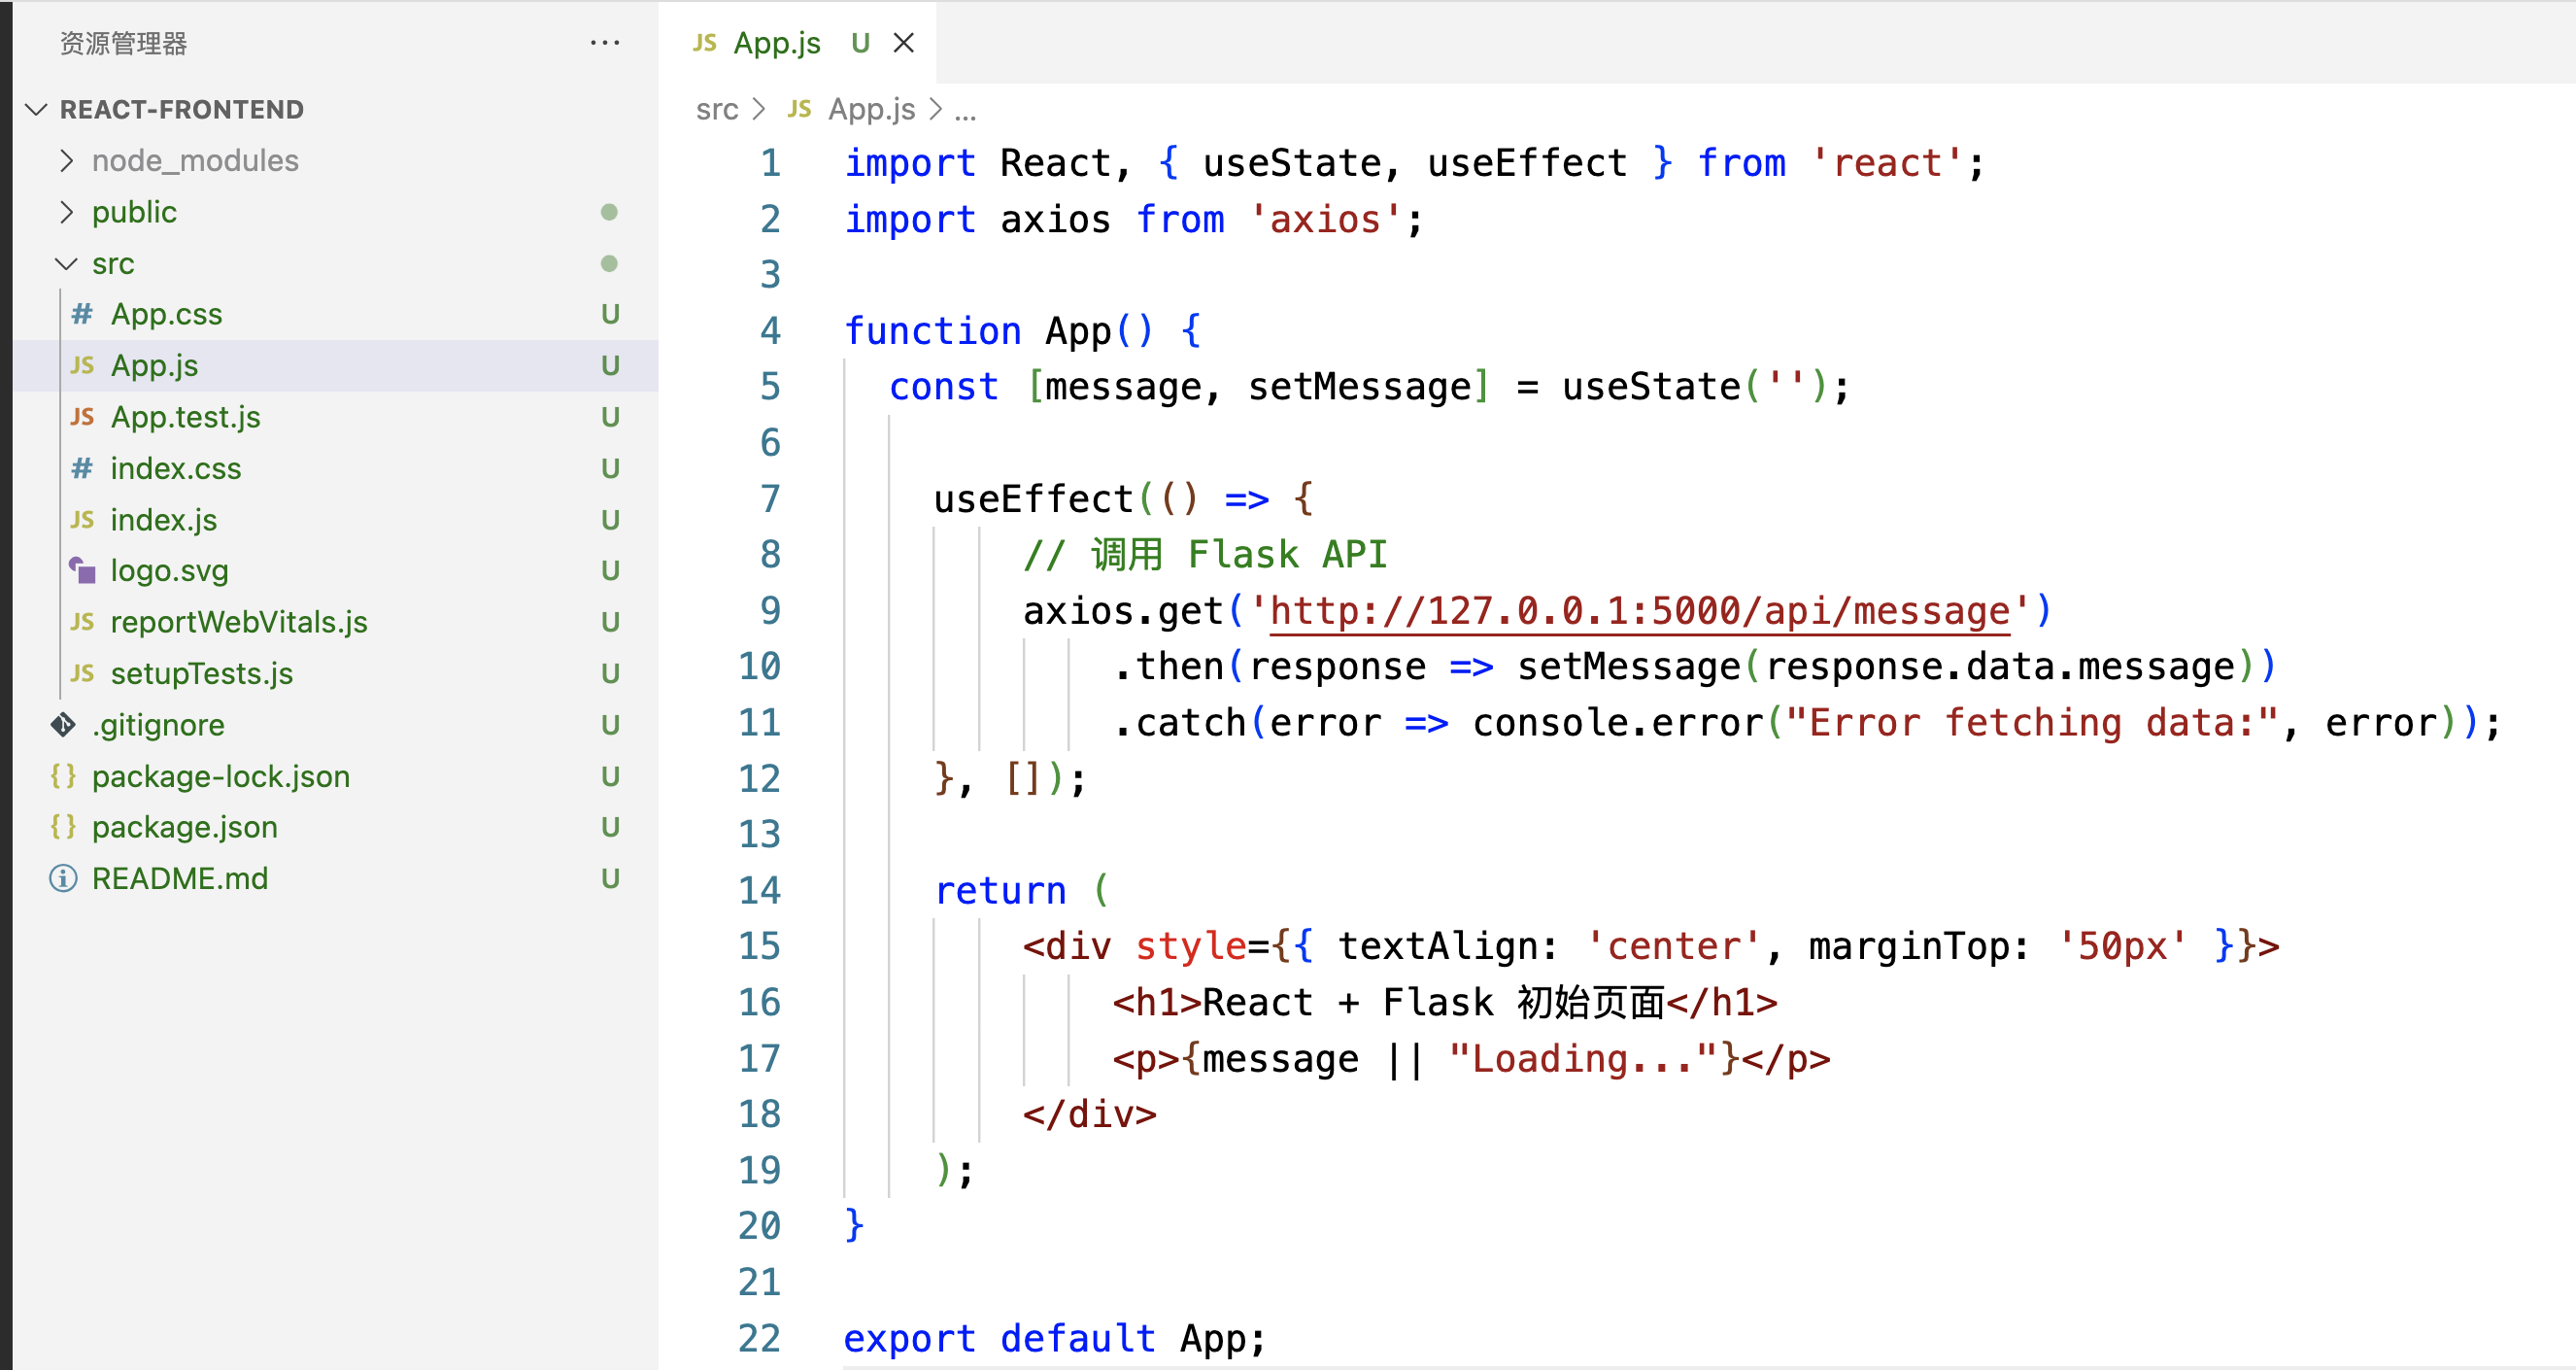 资源管理器 ...
REACT-FRONTEND
node_modules
public
src
# App.css U
JS App.js U
JS App.test.js U
# index.css U
JS index.js U
logo.svg U
JS reportWebVitals.js U
JS setupTests.js U
.gitignore U
{} package-lock.json U
{} package.json U
README.md U
JS App.js U
src > JS App.js > ...
1 import React, { useState, useEffect } from 'react';
2 import axios from 'axios';
3
4 function App() {
5   const [message, setMessage] = useState('');
6
7     useEffect(() => {
8         // 调用 Flask API
9         axios.get('http://127.0.0.1:5000/api/message')
10             .then(response => setMessage(response.data.message))
11             .catch(error => console.error("Error fetching data:", error));
12     }, []);
13
14     return (
15         <div style={{ textAlign: 'center', marginTop: '50px' }}>
16             <h1>React + Flask 初始页面</h1>
17             <p>{message || "Loading..."}</p>
18         </div>
19     );
20 }
21
22 export default App;